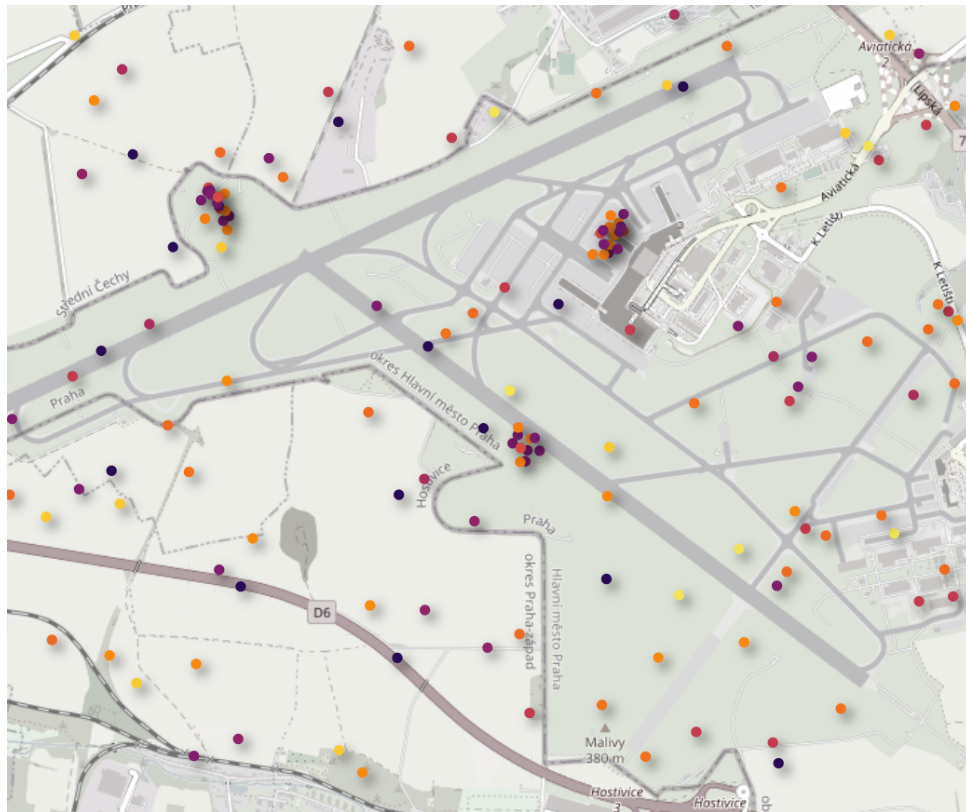 Aviatická
2
Lipská
7
Aviatická
K Letišti
K Letišti
Střední Čechy
Praha
okres Hlavní město Praha
Hostivice
Praha
okres Praha-západ
Hlavní město Praha
D6
Malivy
380 m
Hostivice
3
Hostivice